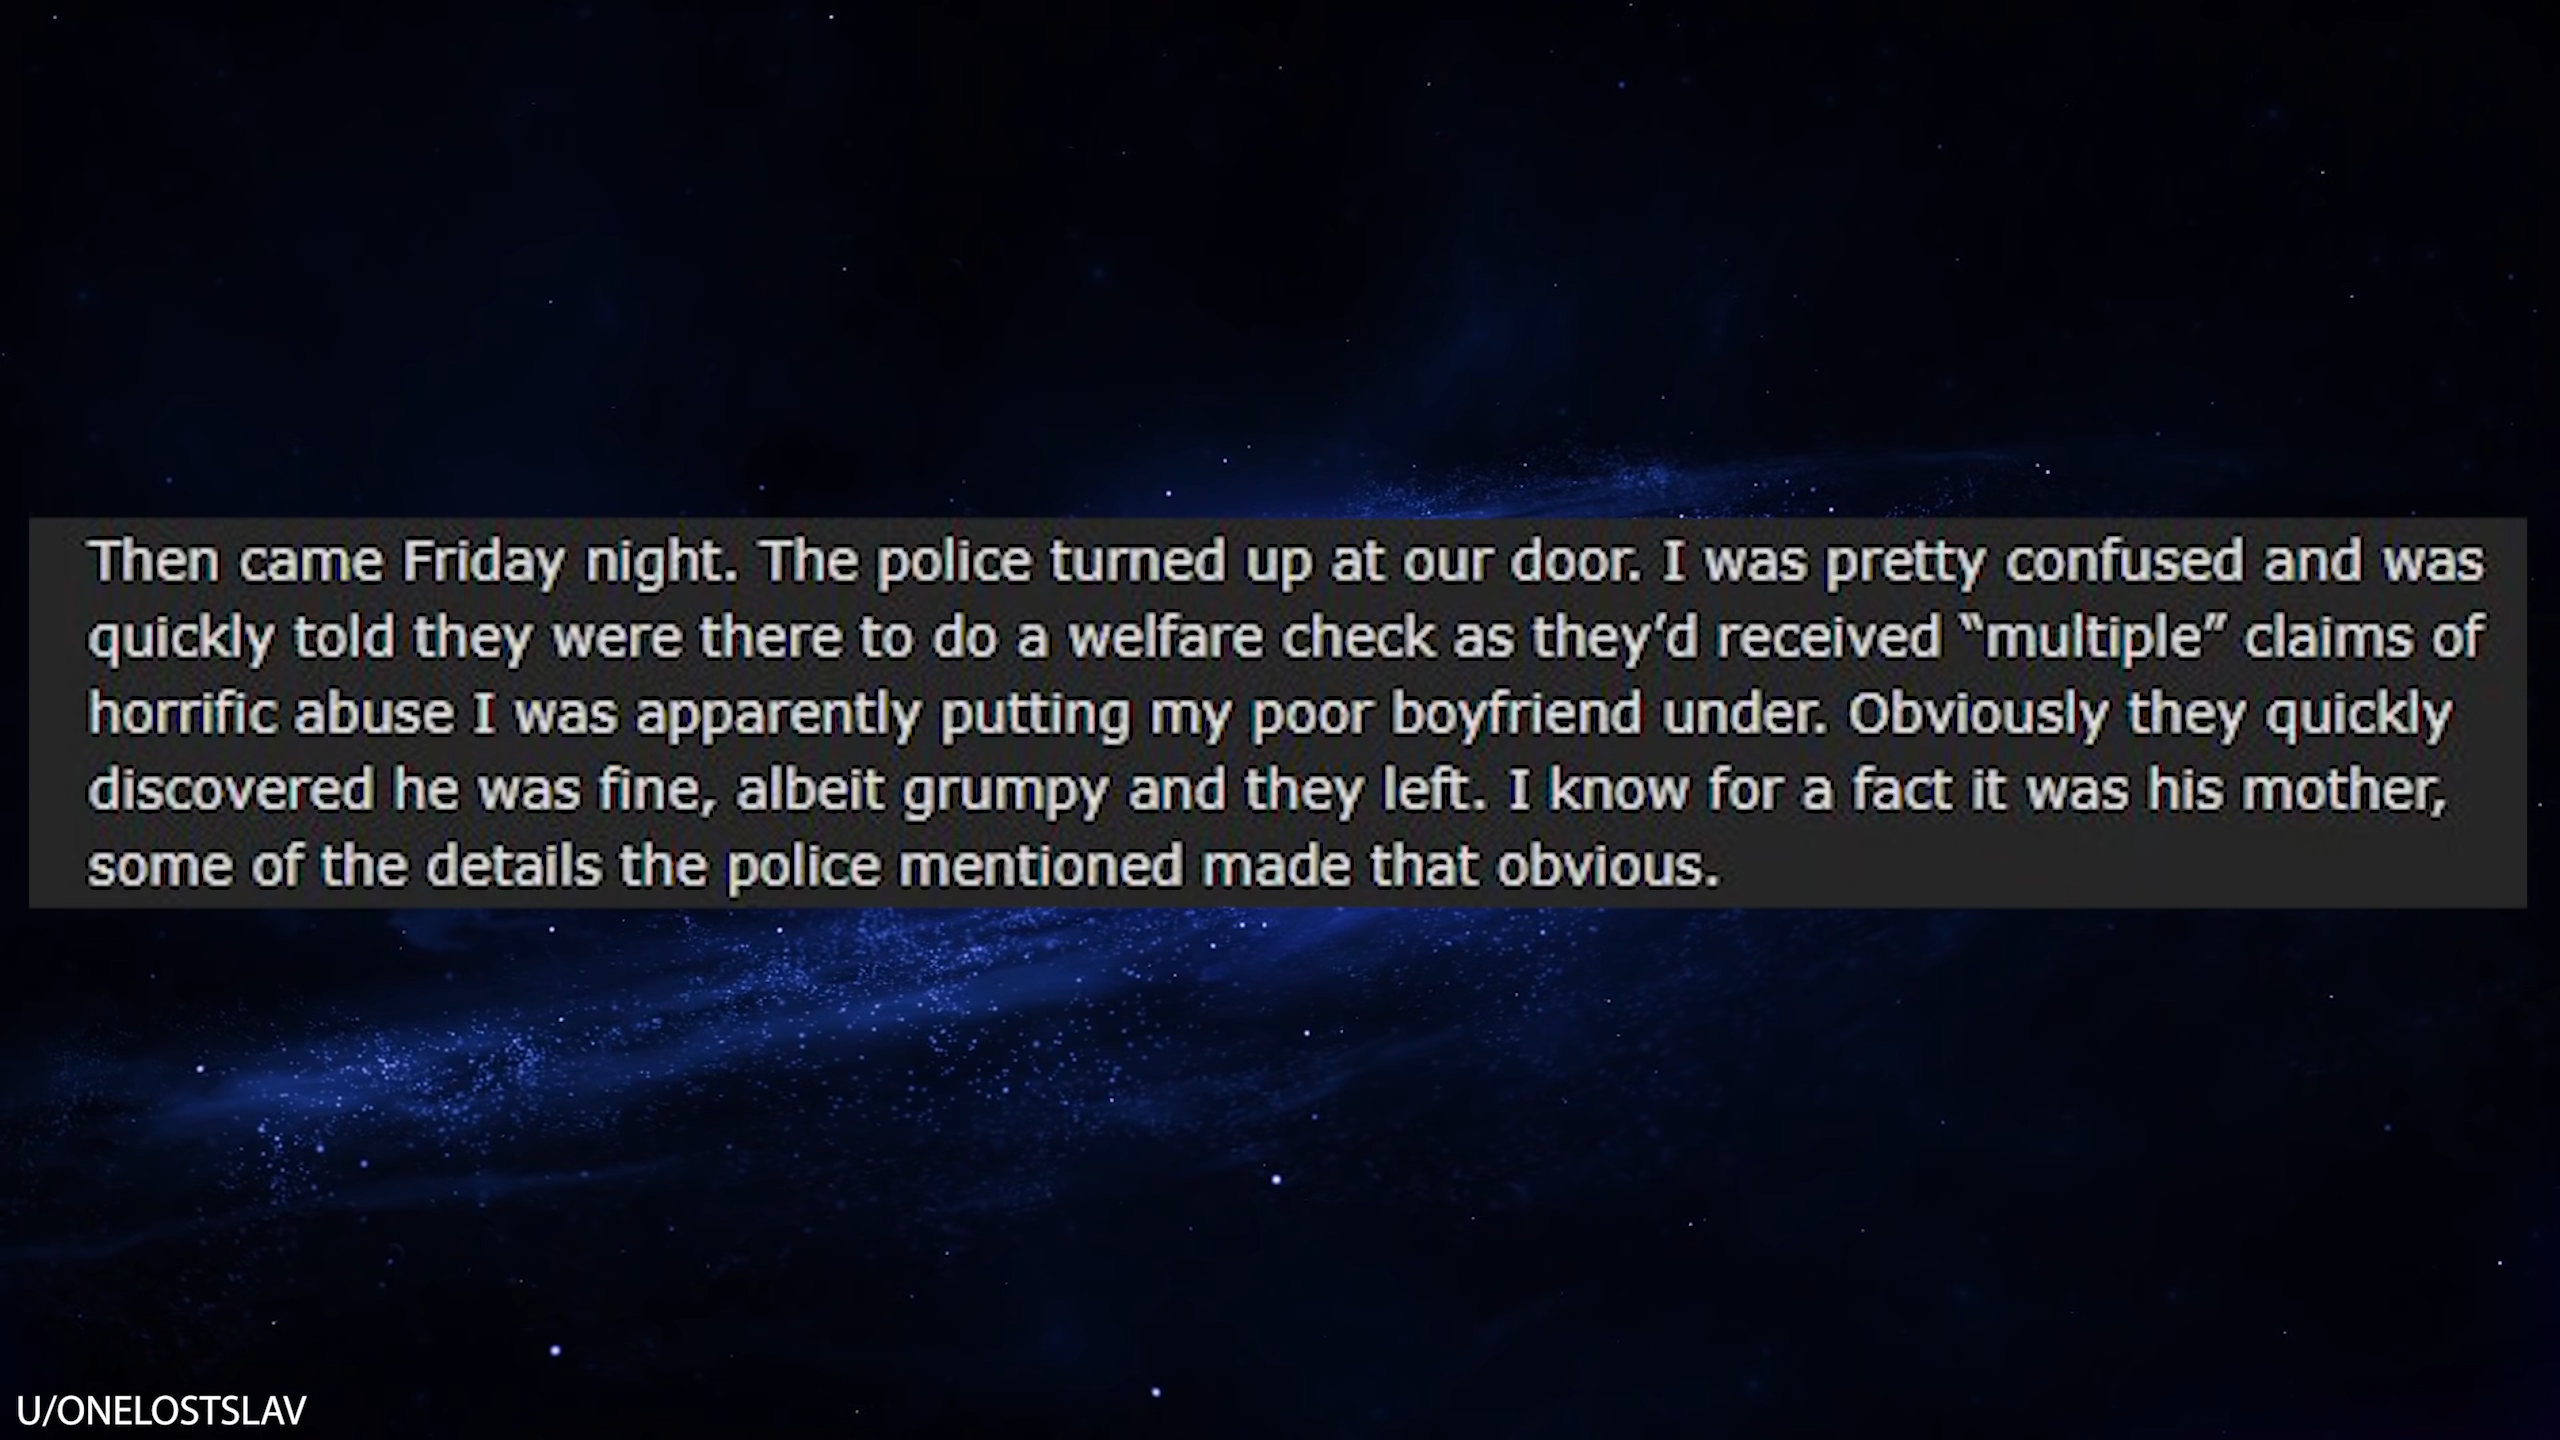 Then came Friday night. The police turned up at our door. I was pretty confused and was
quickly told they were there to do a welfare check as they’d received “multiple” claims of
horrific abuse I was apparently putting my poor boyfriend under. Obviously they quickly
discovered he was fine, albeit grumpy and they left. I know for a fact it was his mother,
some of the details the police mentioned made that obvious.
U/ONELOSTSLAV